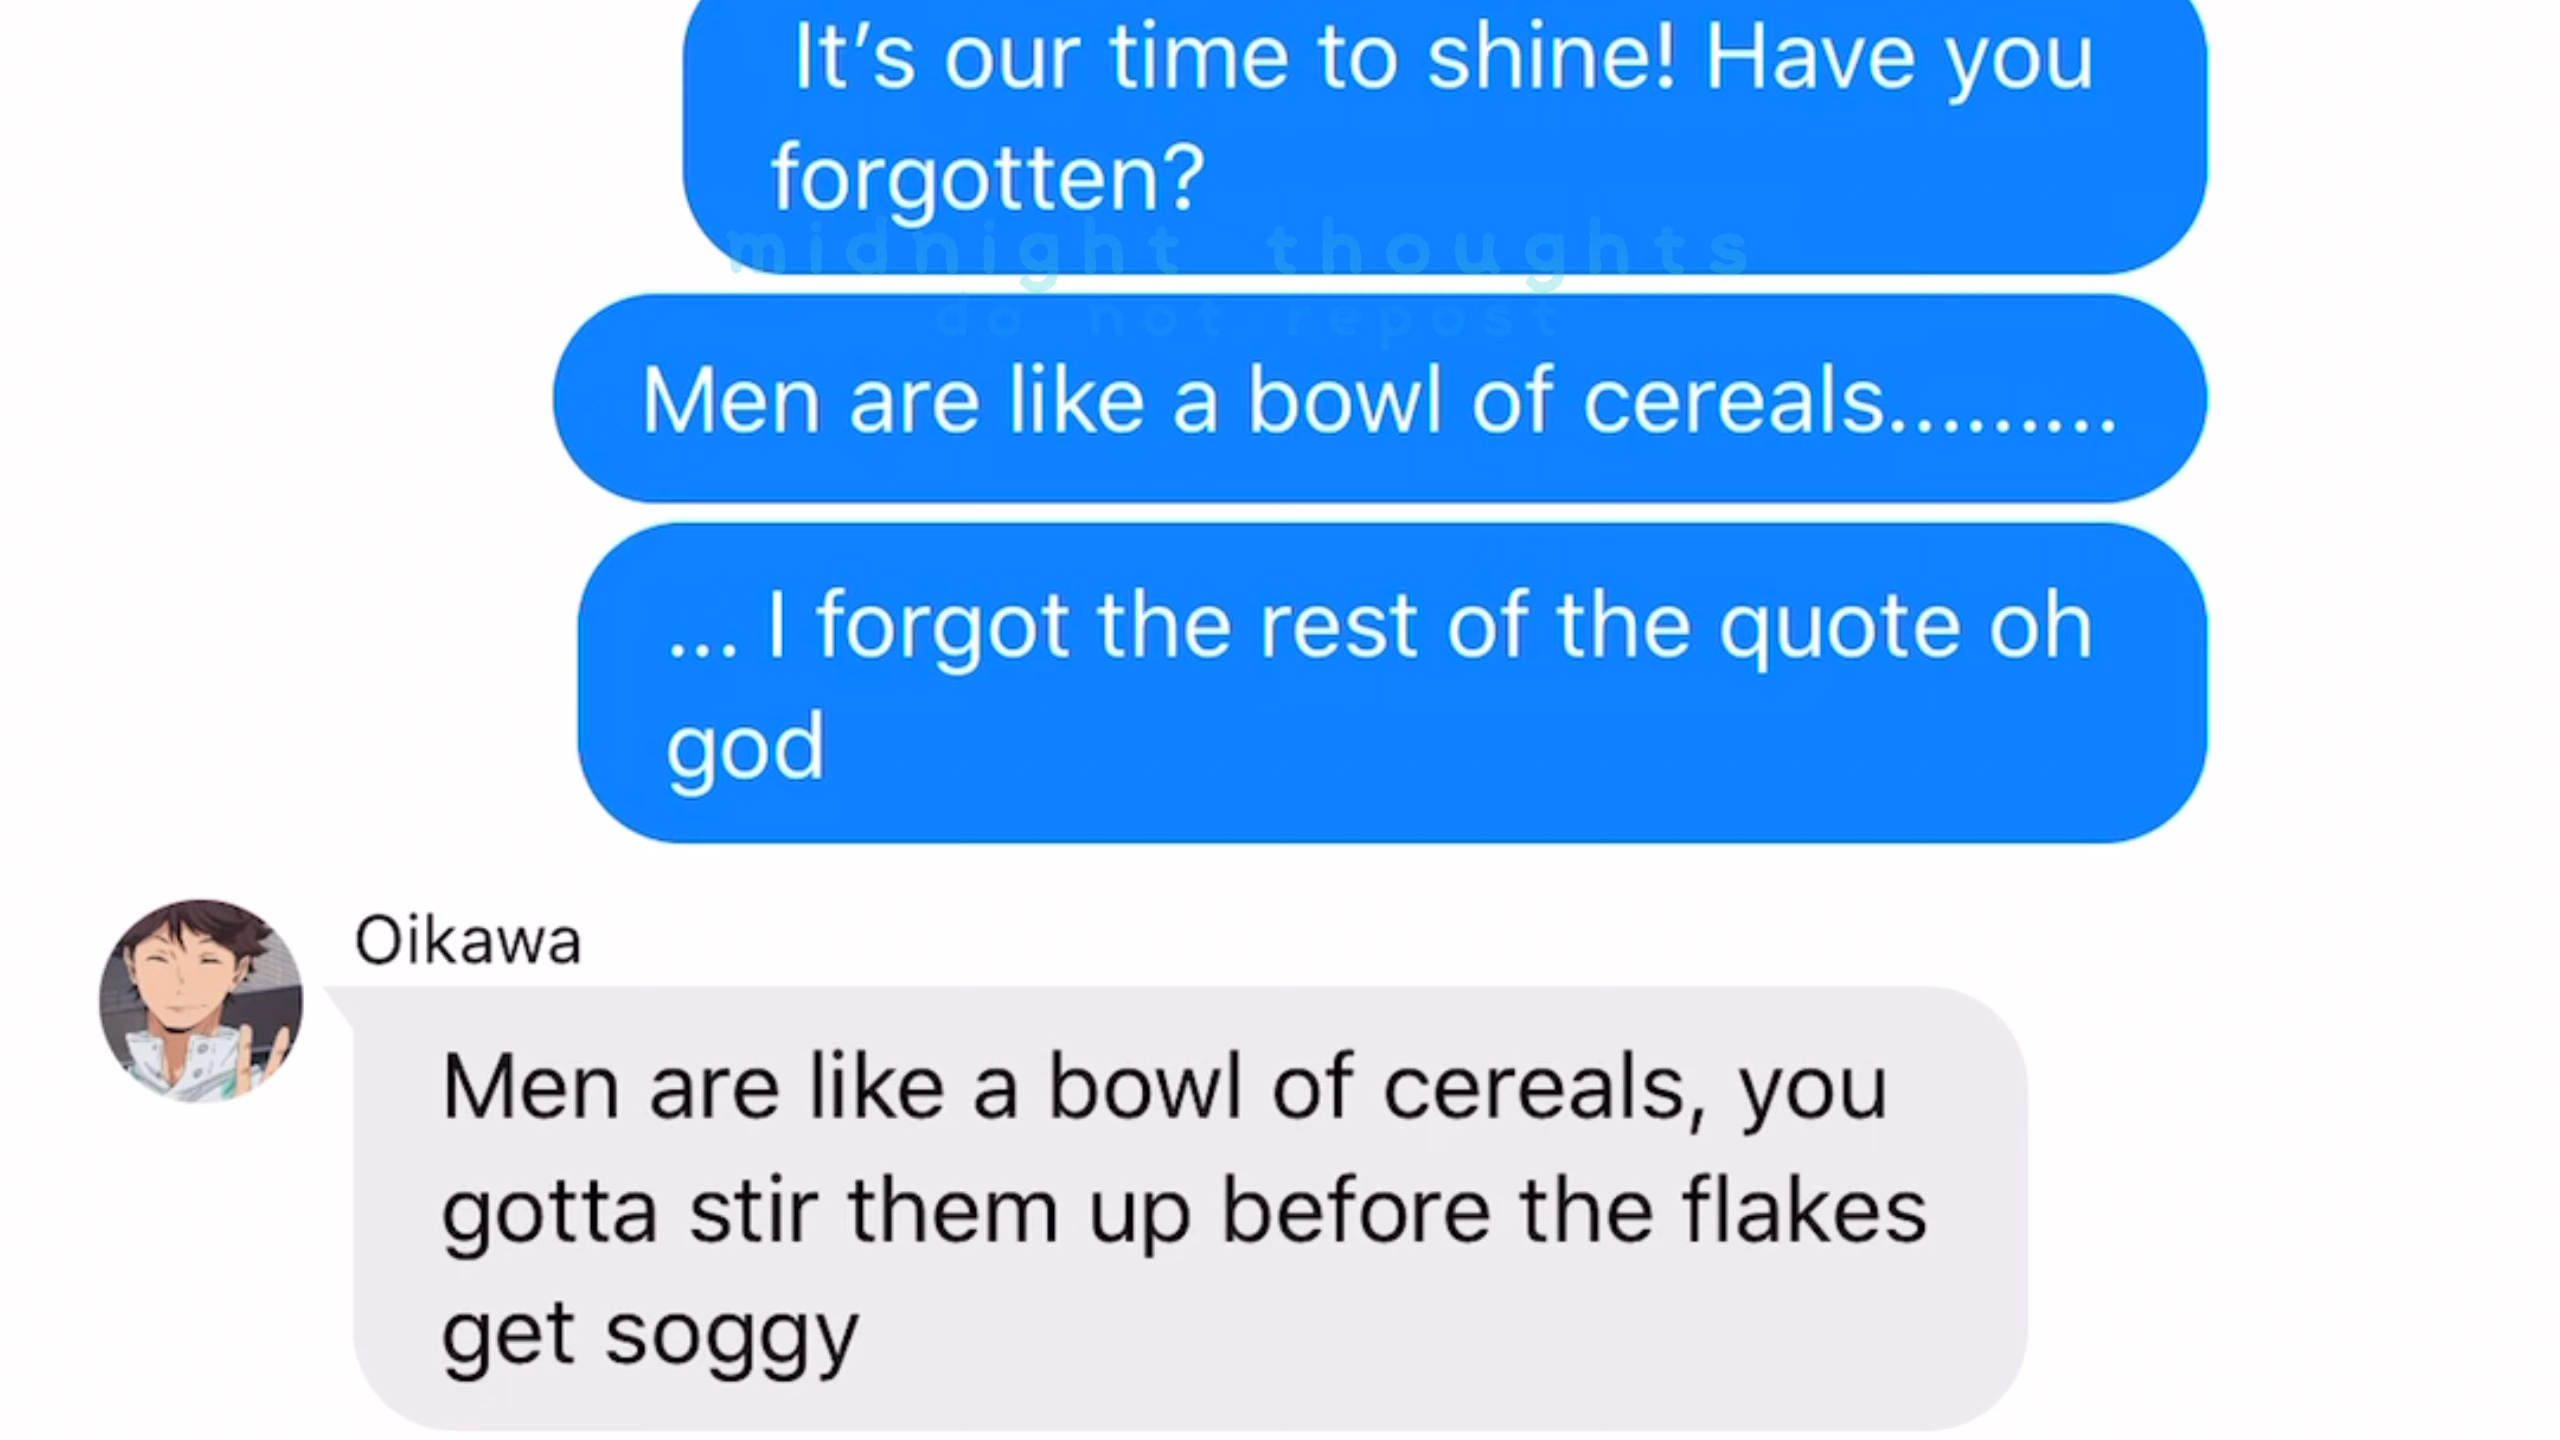 It’s our time to shine! Have you
forgotten?
midnight thoughts
do not repost
Men are like a bowl of cereals.........
... I forgot the rest of the quote oh
god
Oikawa
Men are like a bowl of cereals, you
gotta stir them up before the flakes
get soggy